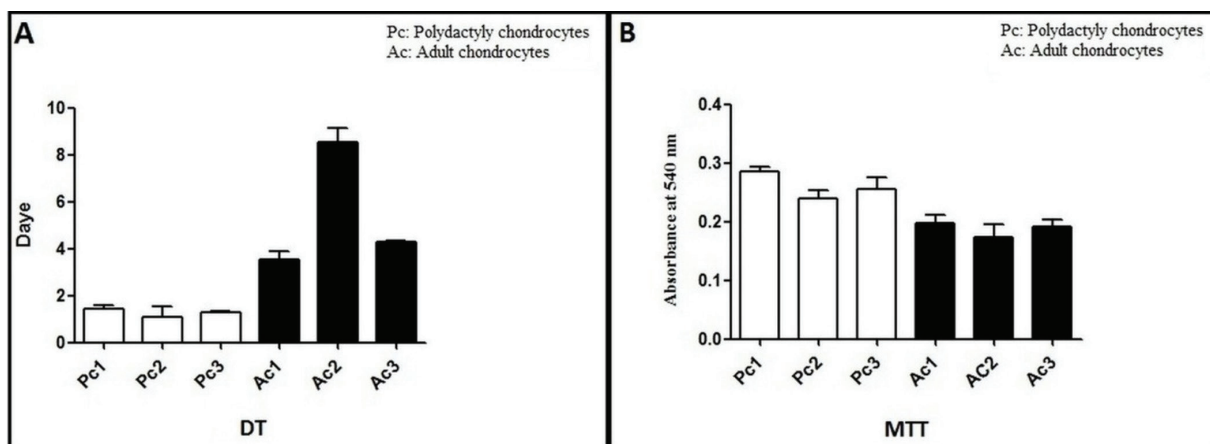 A
Pc: Polydactyly chondrocytes
Ac: Adult chondrocytes
10
8
6
4
2
0
Daye
Pc1 Pc2 Pc3 Ac1 Ac2 Ac3
DT
B
Pc: Polydactyly chondrocytes
Ac: Adult chondrocytes
0.4
0.3
0.2
0.1
0.0
Absorbance at 540 nm
Pc1 Pc2 Pc3 Ac1 AC2 Ac3
MTT